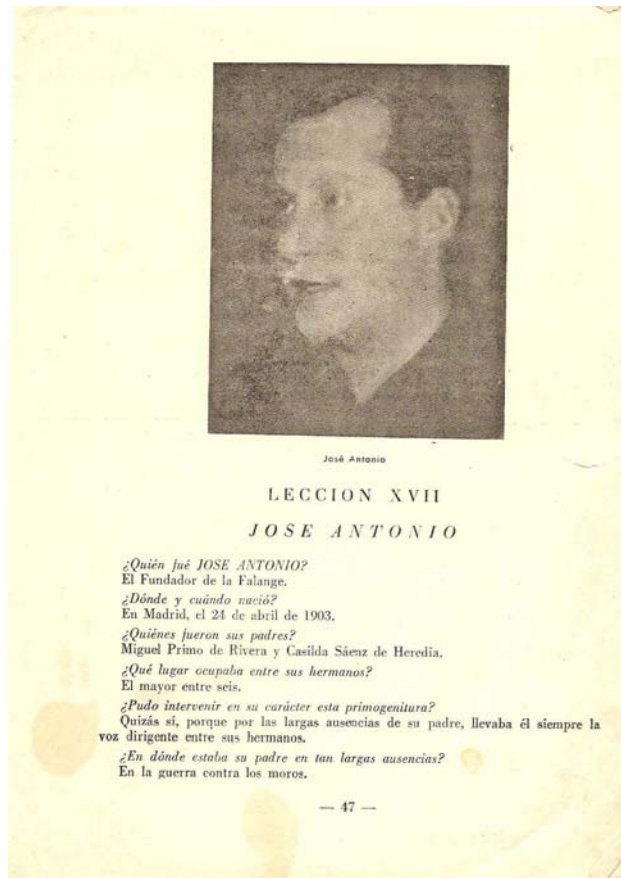 José Antonio
LECCION XVII
JOSE ANTONIO
¿Quién fué JOSE ANTONIO?
El Fundador de la Falange.
¿Dónde y cuándo nació?
En Madrid, el 24 de abril de 1903.
¿Quiénes fueron sus padres?
Miguel Primo de Rivera y Casilda Sáenz de Heredia.
¿Qué lugar ocupaba entre sus hermanos?
El mayor entre seis.
¿Pudo intervenir en su carácter esta primogenitura?
Quizás si, porque por las largas ausencias de su padre, llevaba él siempre la
voz dirigente entre sus hermanos.
¿En dónde estaba su padre en tan largas ausencias?
En la guerra contra los moros.
— 47 —